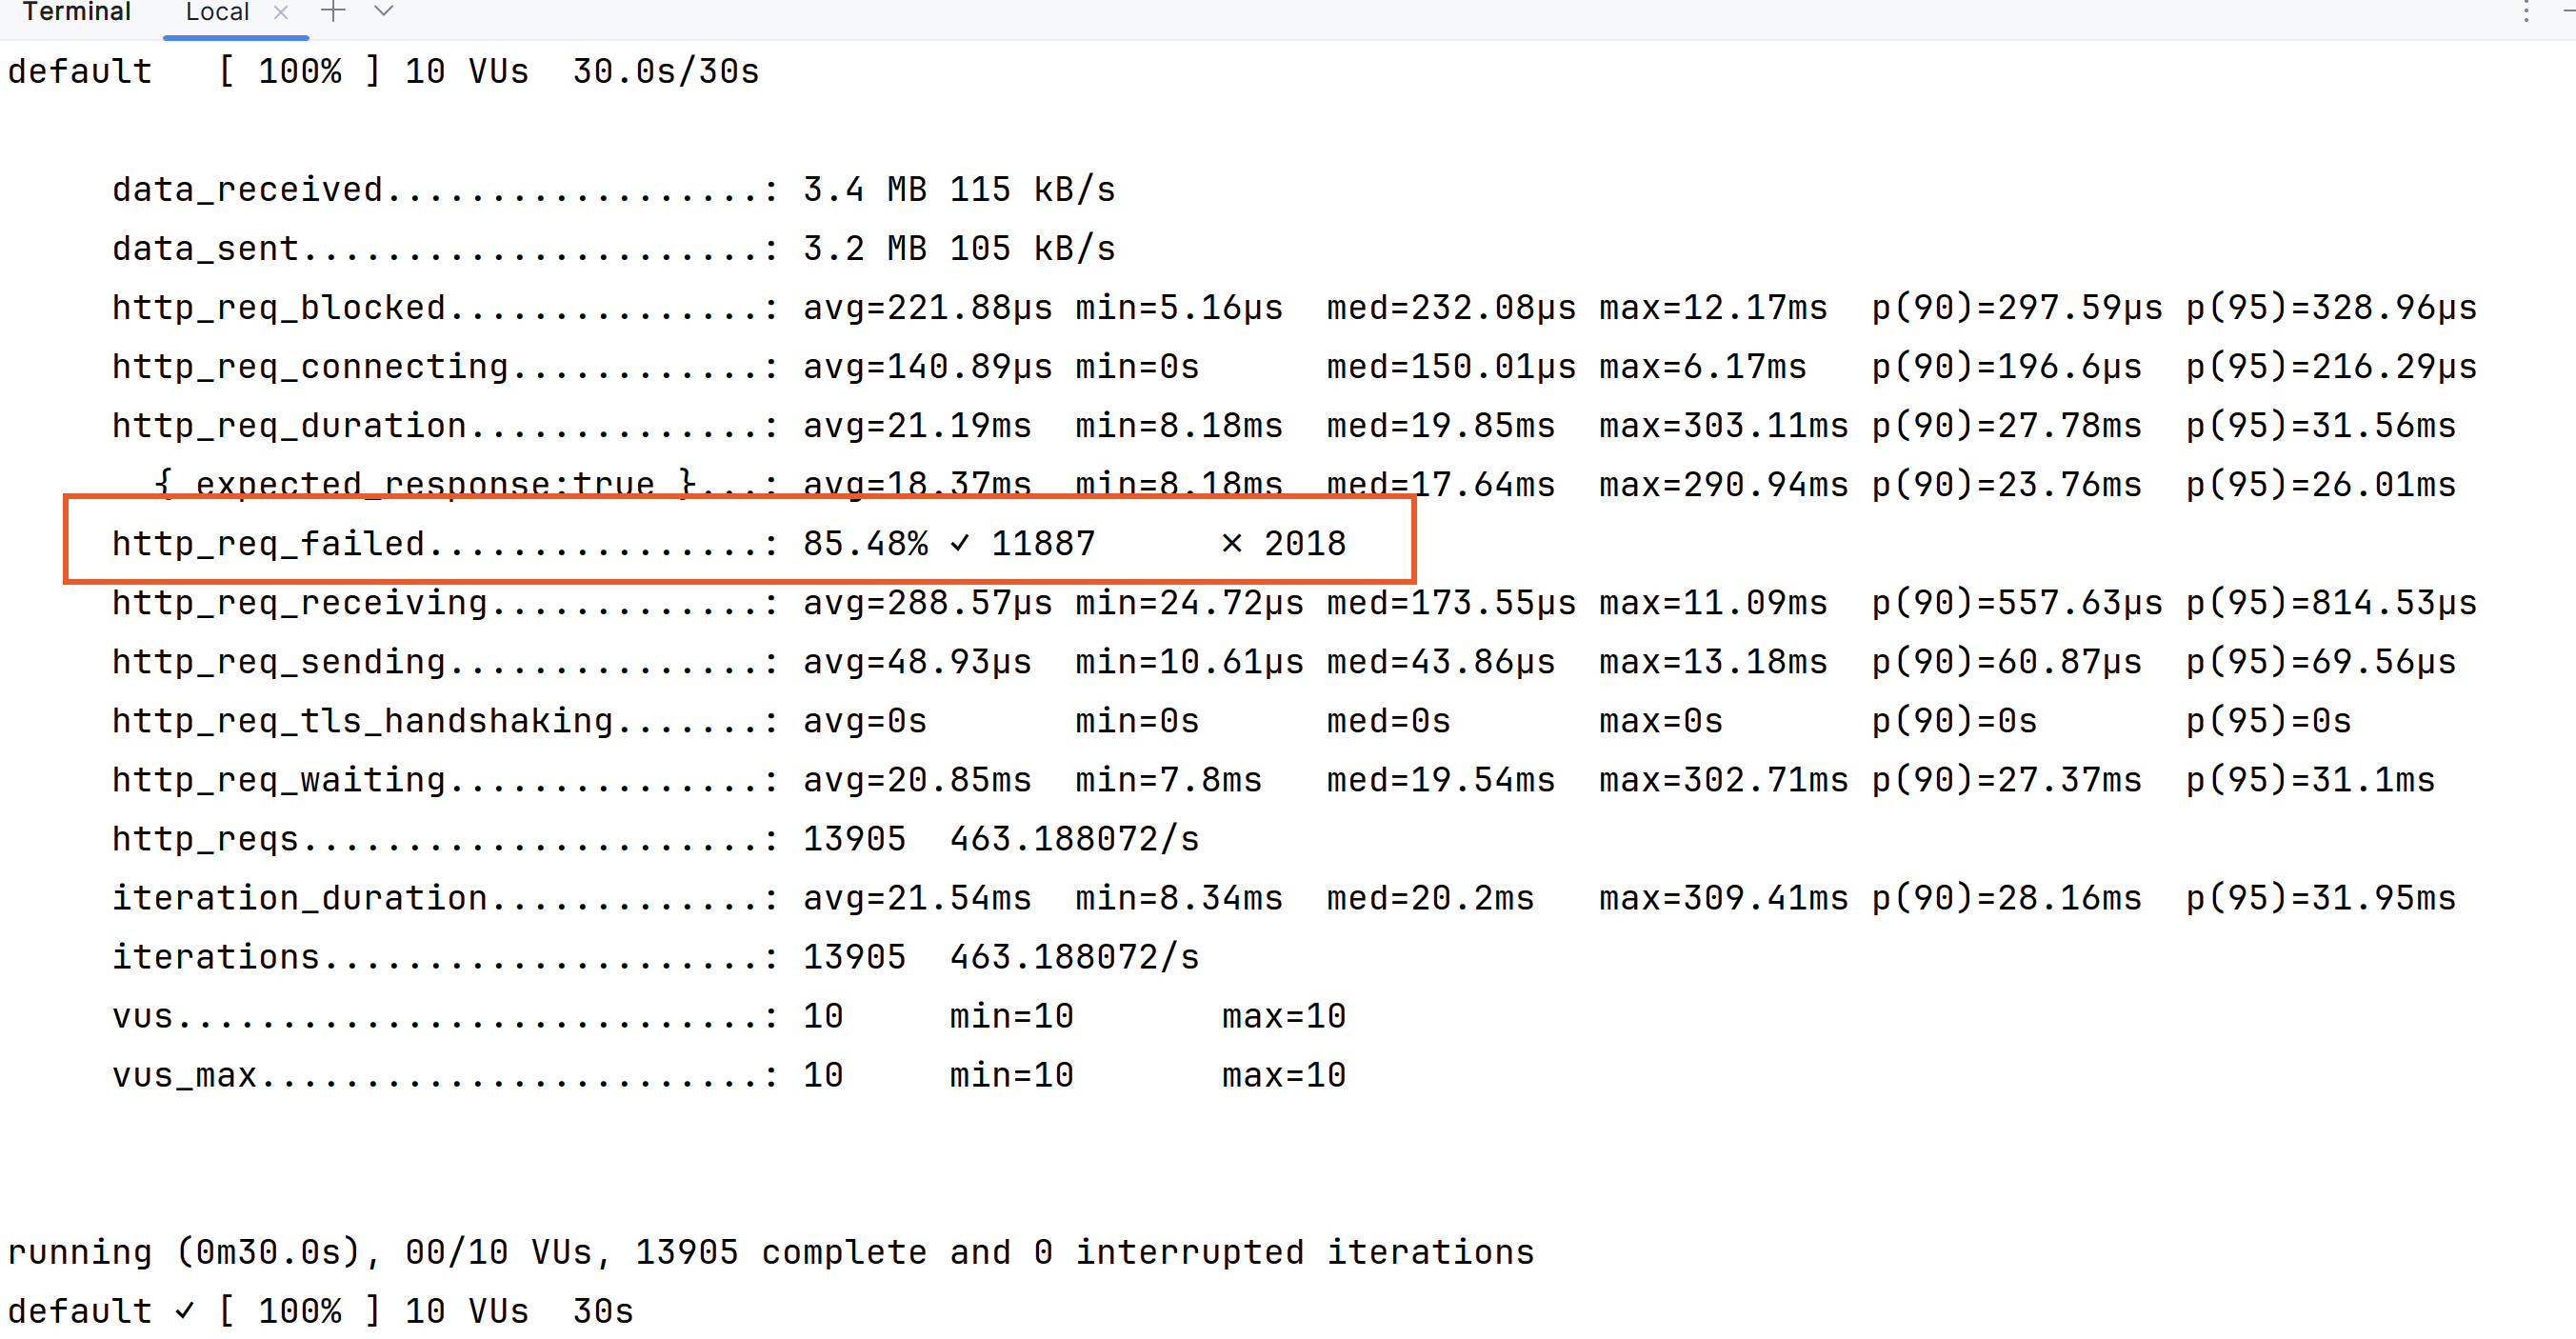 Terminal Local × + ⌄
default   [ 100% ] 10 VUs  30.0s/30s
data_received..................: 3.4 MB 115 kB/s
data_sent......................: 3.2 MB 105 kB/s
http_req_blocked...............: avg=221.88µs min=5.16µs  med=232.08µs max=12.17ms  p(90)=297.59µs p(95)=328.96µs
http_req_connecting............: avg=140.89µs min=0s      med=150.01µs max=6.17ms   p(90)=196.6µs  p(95)=216.29µs
http_req_duration..............: avg=21.19ms  min=8.18ms  med=19.85ms  max=303.11ms p(90)=27.78ms  p(95)=31.56ms
{ expected_response:true }...: avg=18.37ms  min=8.18ms  med=17.64ms  max=290.94ms p(90)=23.76ms  p(95)=26.01ms
http_req_failed................: 85.48% ✓ 11887      ✗ 2018
http_req_receiving.............: avg=288.57µs min=24.72µs med=173.55µs max=11.09ms  p(90)=557.63µs p(95)=814.53µs
http_req_sending...............: avg=48.93µs  min=10.61µs med=43.86µs  max=13.18ms  p(90)=60.87µs  p(95)=69.56µs
http_req_tls_handshaking.......: avg=0s       min=0s      med=0s       max=0s       p(90)=0s       p(95)=0s
http_req_waiting...............: avg=20.85ms  min=7.8ms   med=19.54ms  max=302.71ms p(90)=27.37ms  p(95)=31.1ms
http_reqs......................: 13905  463.188072/s
iteration_duration.............: avg=21.54ms  min=8.34ms  med=20.2ms   max=309.41ms p(90)=28.16ms  p(95)=31.95ms
iterations.....................: 13905  463.188072/s
vus............................: 10     min=10       max=10
vus_max........................: 10     min=10       max=10
running (0m30.0s), 00/10 VUs, 13905 complete and 0 interrupted iterations
default ✓ [ 100% ] 10 VUs  30s